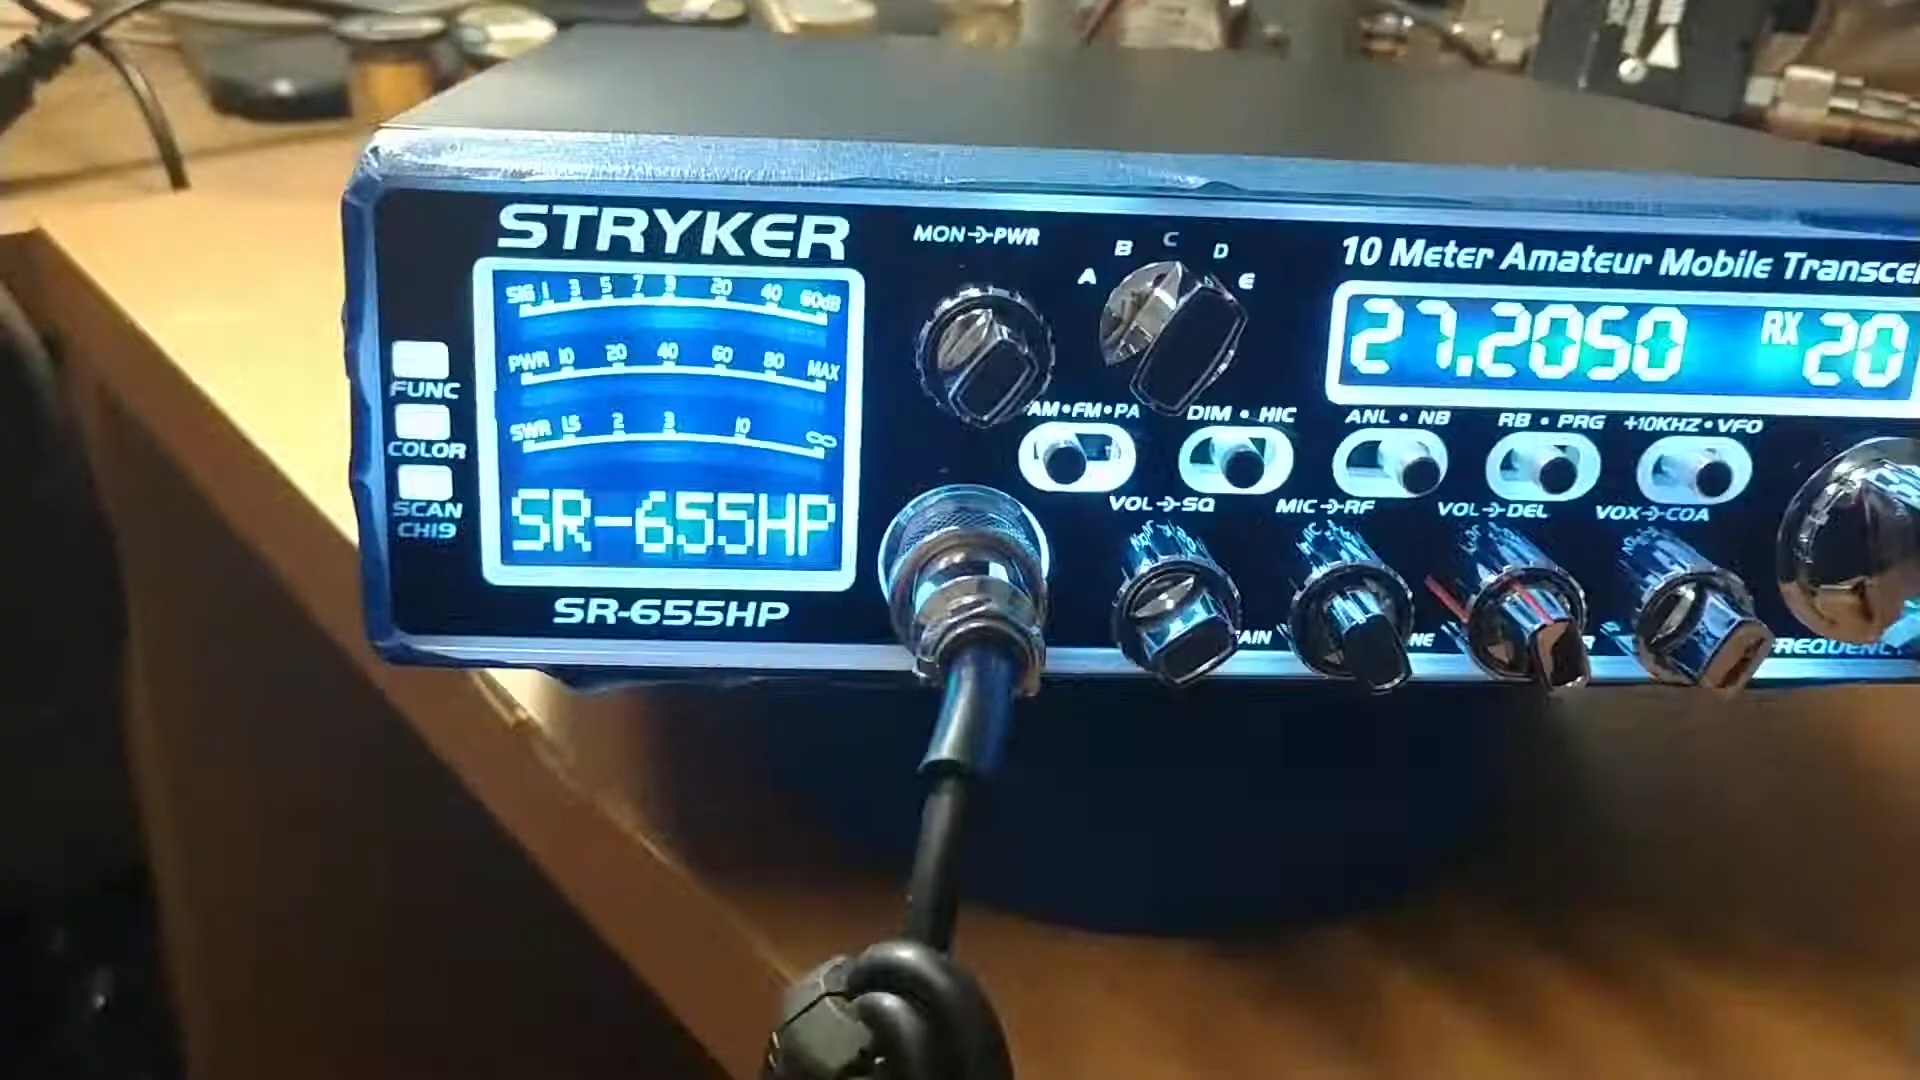 STRYKER
SIG 1 3 5 7 9 20 40 60dB
PWR 10 20 40 60 80 MAX
SWR 1.5 2 3 10 ∞
SR-655HP
SR-655HP
FUNC
COLOR
SCAN
CH19
MON PWR
A B C D E
10 Meter Amateur Mobile Transcei
27.2050 RX 20
AM•FM•PA
DIM • HIC
ANL • NB
RB • PRG
+10KHZ•VFO
VOL SQ
MIC RF
VOL DEL
VOX COA
AIN
NE
R
FREQUENCY